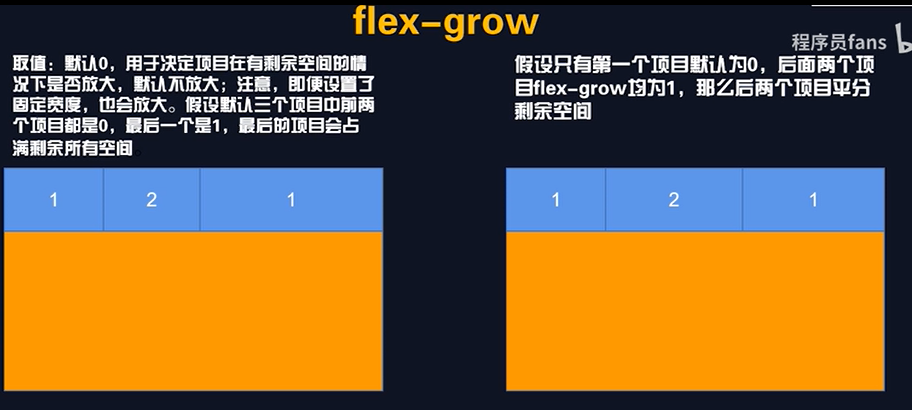 flex-grow
程序员fans
取值：默认0，用于决定项目在有剩余空间的情
况下是否放大，默认不放大；注意，即便设置了
固定宽度，也会放大。假设默认三个项目中前两
个项目都是0，最后一个是1，最后的项目会占
满剩余所有空间
假设只有第一个项目默认为0，后面两个项
目flex-grow均为1，那么后两个项目平分
剩余空间
1 2 1
1 2 1